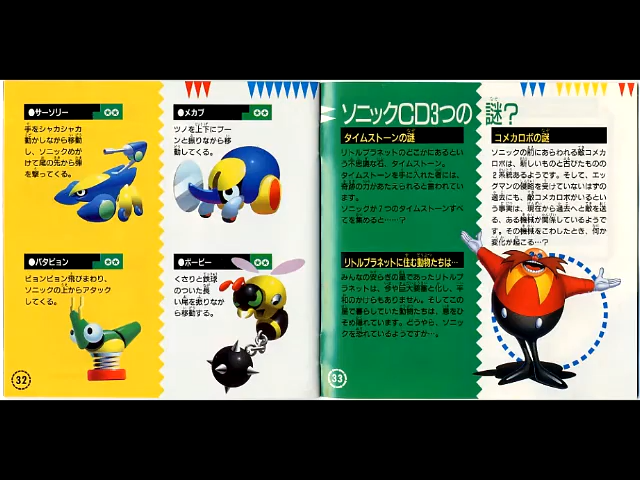 ●サーソリー
手をシャカシャカ
動かしながら移動
し、ソニックめが
けて尾の先から弾
を撃ってくる。
●メカブ
ツノを上下にブー
ンと振りながら移
動してくる。
●バタピョン
ピョンピョン飛びまわり、
ソニックの上からアタック
してくる。
●ボーピー
くさりと鉄球
のついた長
い尾を振りなが
ら移動する。
32
ソニックCD3つの謎?
タイムストーンの謎
リトルプラネットのどこかにあるとい
う不思議な石、タイムストーン。
タイムストーンを手に入れた者には、
奇跡の力があたえられると言われてい
ます。
ソニックが7つのタイムストーンすべ
てを集めると……?
リトルプラネットに住む動物たちは…
みんなの安らぎの星であったリトルプ
ラネットは、今や巨大要塞と化し、平
和のかけらもありません。そしてこの
星で暮らしていた動物たちは、息をひ
そめ隠れています。どうやら、ソニッ
クを恐れているようですか…。
コメカロボの謎
ソニックの前にあらわれる敵コメカ
ロボは、新しいものと古びたものの
2系統あるようです。そして、エッ
グマンの侵略を受けていないはずの
過去にも、敵コメカロボがいるとい
う事実は、現在から過去へと敵を送
る、ある機械が関係しているようで
す。その機械をこわしたとき、何か
変化が起こる…?
33